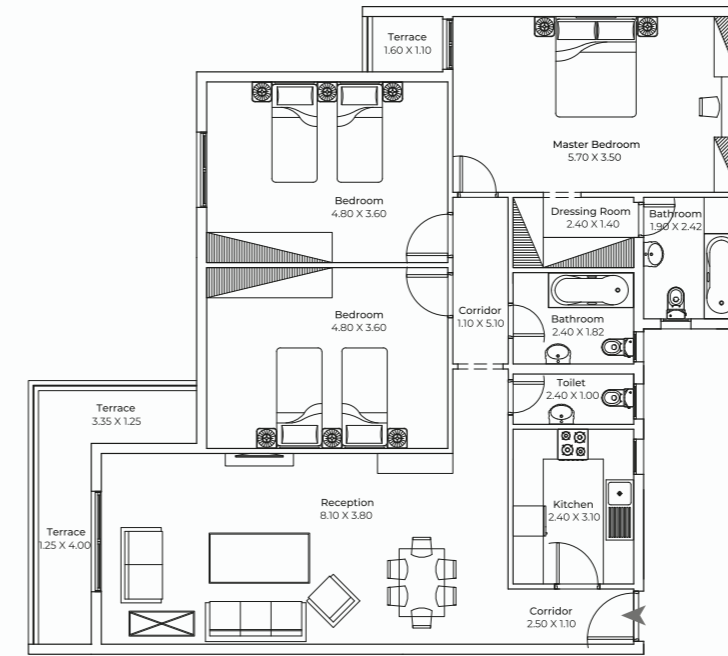 Terrace
1.60 X 1.10
Master Bedroom
5.70 X 3.50
Bedroom
4.80 X 3.60
Dressing Room
2.40 X 1.40
Bathroom
1.90 X 2.42
Bedroom
4.80 X 3.60
Corridor
1.10 X 5.10
Bathroom
2.40 X 1.82
Toilet
2.40 X 1.00
Terrace
3.35 X 1.25
Reception
8.10 X 3.80
Kitchen
2.40 X 3.10
Terrace
1.25 X 4.00
Corridor
2.50 X 1.10